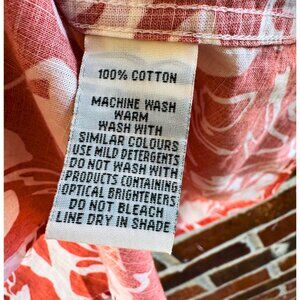 100% COTTON
MACHINE WASH
WARM
WASH WITH
SIMILAR COLOURS
USE MILD DETERGENTS
DO NOT WASH WITH
PRODUCTS CONTAINING
OPTICAL BRIGHTENERS
DO NOT BLEACH
LINE DRY IN SHADE